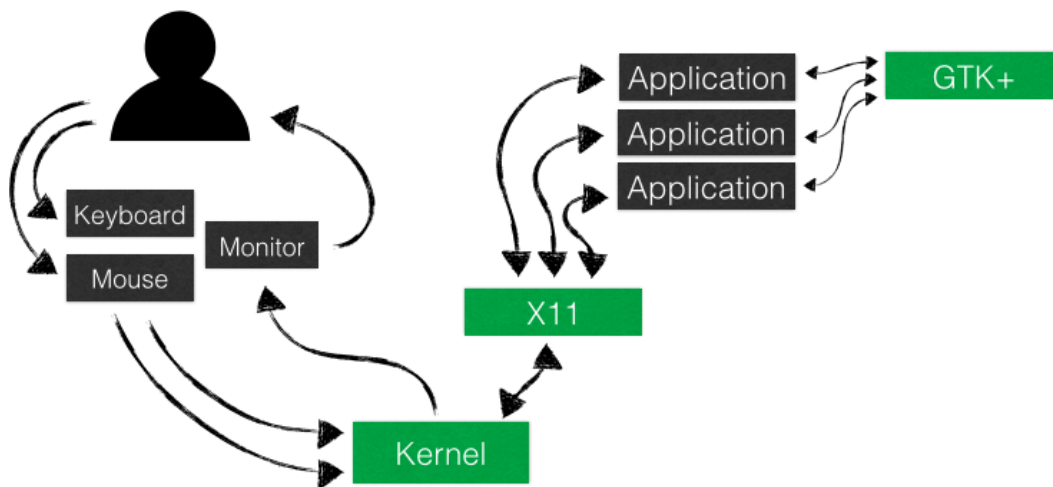 Application
GTK+
Application
Application
Keyboard
Monitor
Mouse
X11
Kernel